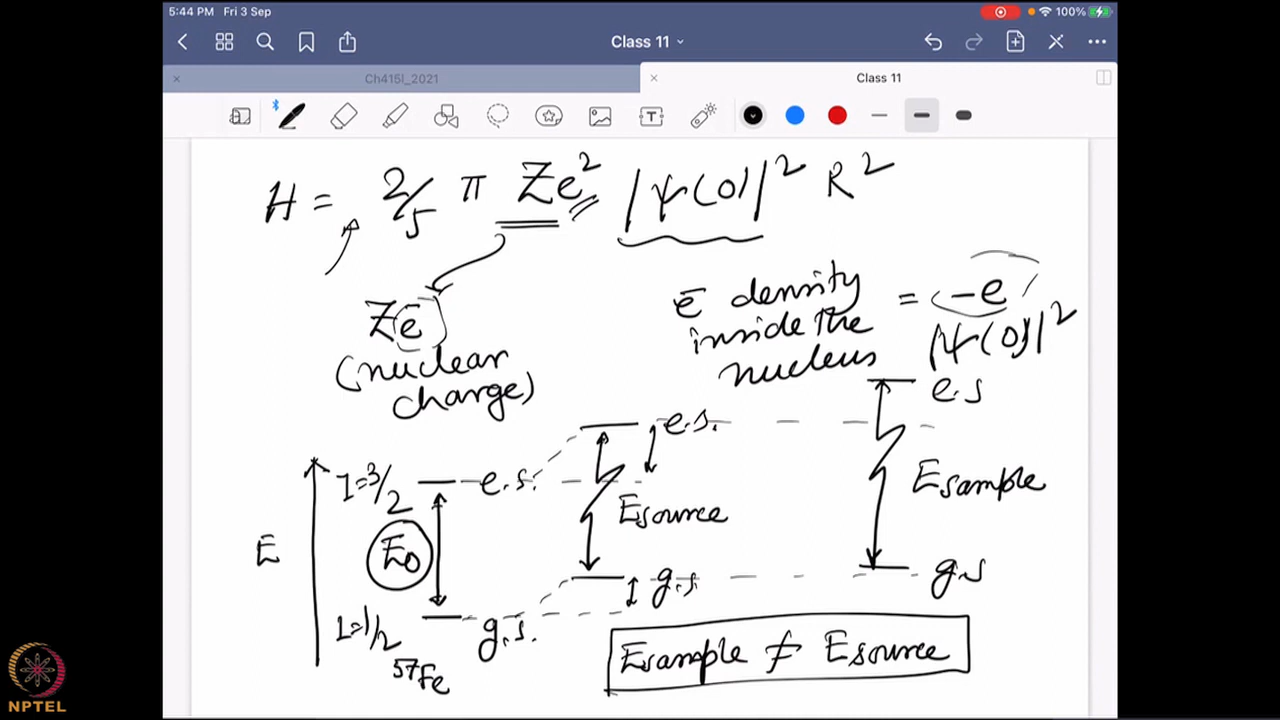 5:44 PM Fri 3 Sep
100%
Class 11
Ch415I_2021
Class 11
H = 2/5 π Ze² |ψ(0)|² R²
Ze
(nuclear charge)
e⁻ density inside the nucleus = -e |ψ(0)|²
e.s
e.s.
I=3/2
e.s.
Esource
Esample
E
E₀
g.s.
g.s
I=1/2
g.s.
⁵⁷Fe
Esample ≠ Esource
NPTEL